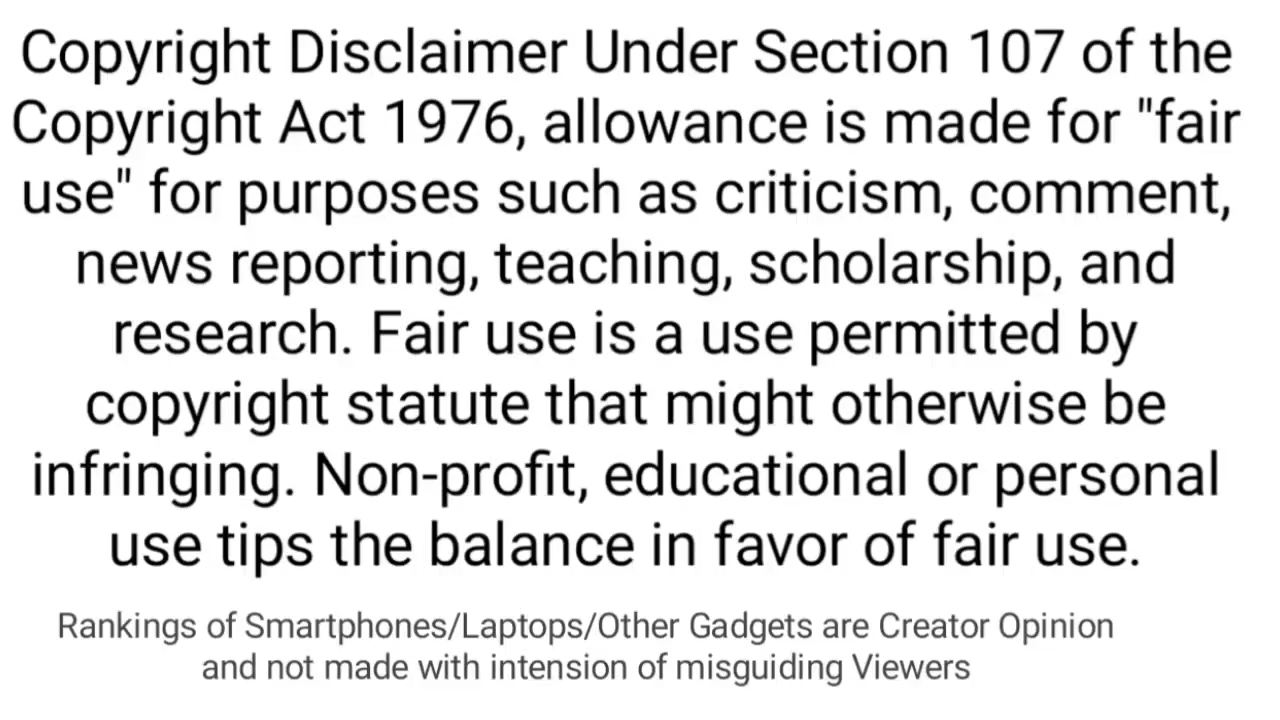 Copyright Disclaimer Under Section 107 of the
Copyright Act 1976, allowance is made for "fair
use" for purposes such as criticism, comment,
news reporting, teaching, scholarship, and
research. Fair use is a use permitted by
copyright statute that might otherwise be
infringing. Non-profit, educational or personal
use tips the balance in favor of fair use.
Rankings of Smartphones/Laptops/Other Gadgets are Creator Opinion
and not made with intension of misguiding Viewers